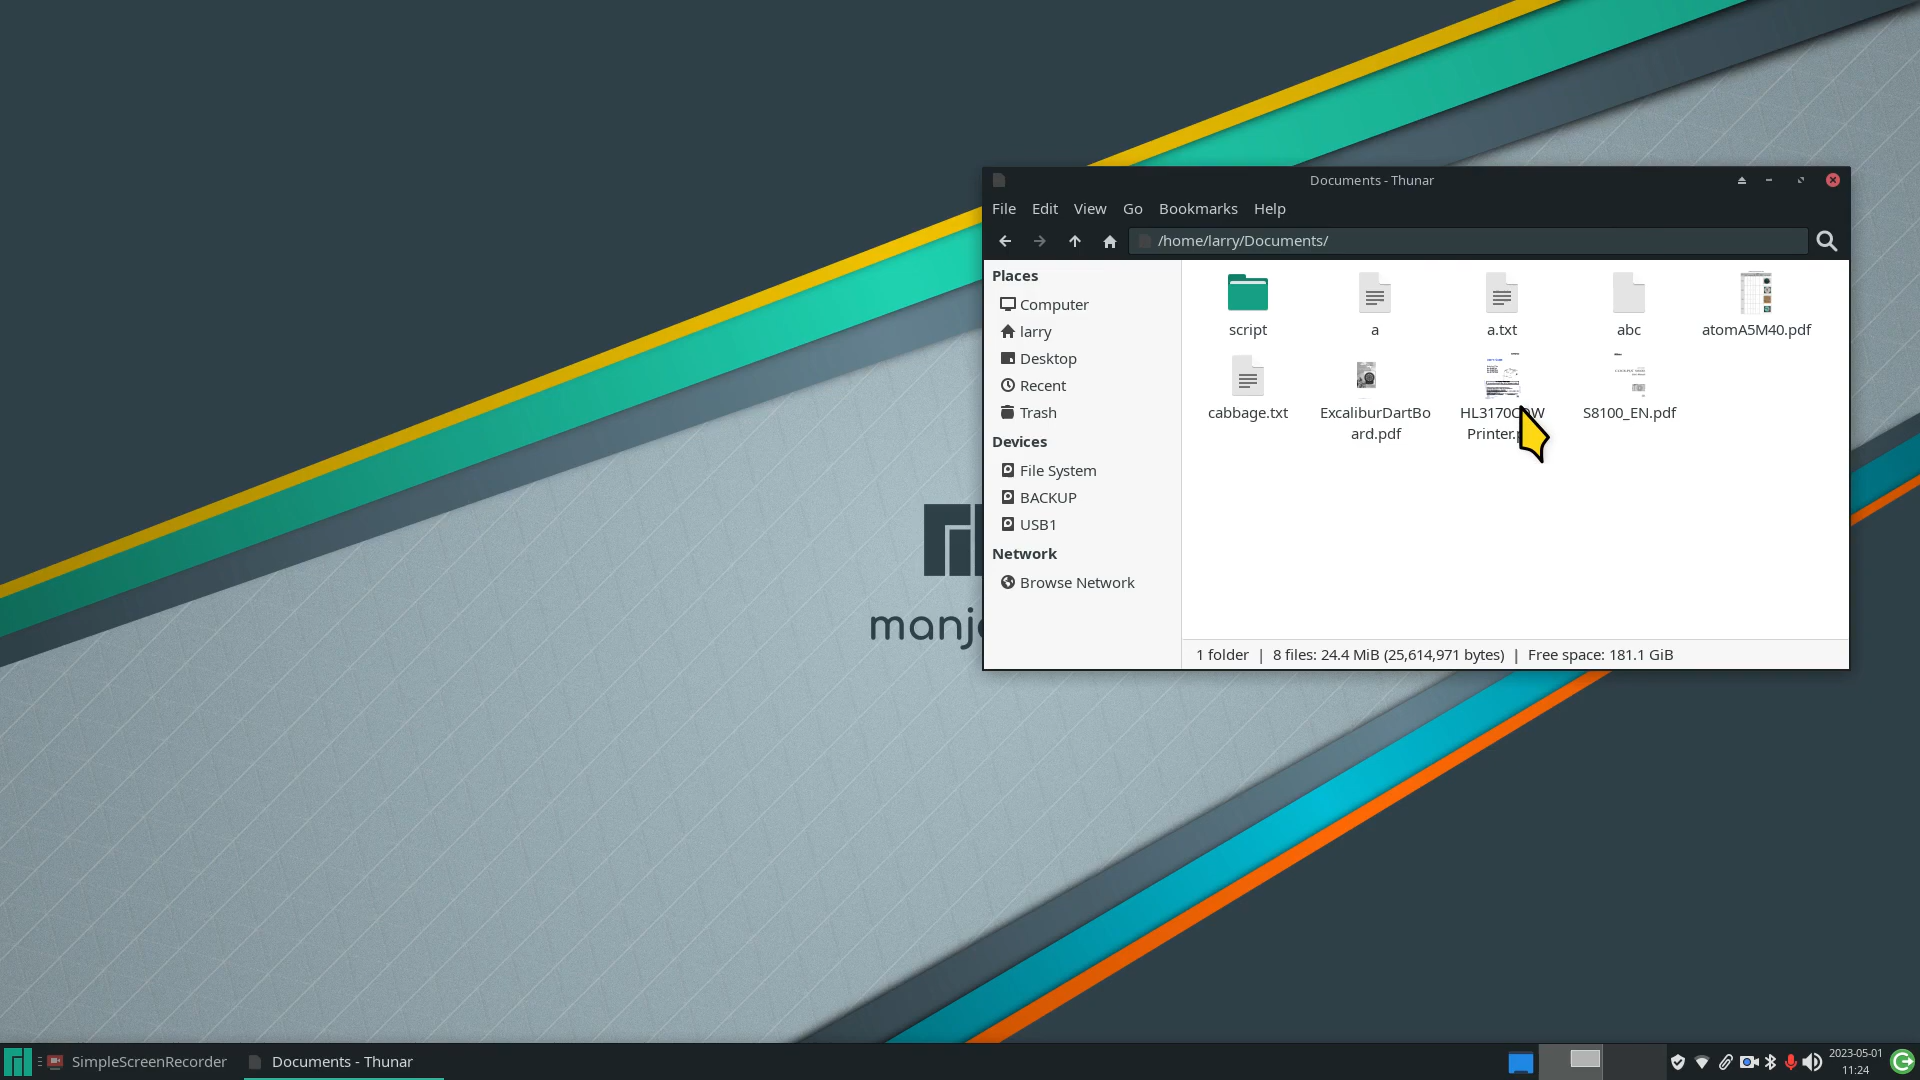 Documents - Thunar
File Edit View Go Bookmarks Help
/home/larry/Documents/
Places
Computer
larry
Desktop
Recent
Trash
Devices
File System
BACKUP
USB1
Network
Browse Network
script
a
a.txt
abc
atomA5M40.pdf
cabbage.txt
ExcaliburDartBo
ard.pdf
S8100_EN.pdf
1 folder | 8 files: 24.4 MiB (25,614,971 bytes) | Free space: 181.1 GiB
SimpleScreenRecorder
Documents - Thunar
2023-05-01
11:24